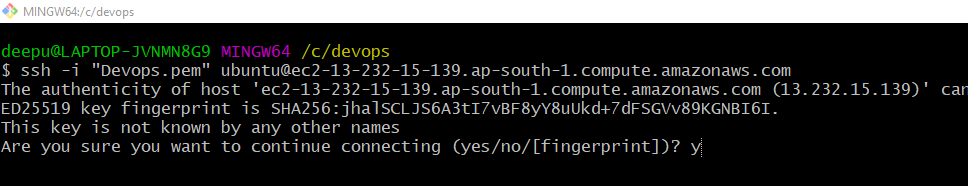 MINGW64:/c/devops
deepu@LAPTOP-JVNMN8G9 MINGW64 /c/devops
$ ssh -i "Devops.pem" ubuntu@ec2-13-232-15-139.ap-south-1.compute.amazonaws.com
The authenticity of host 'ec2-13-232-15-139.ap-south-1.compute.amazonaws.com (13.232.15.139)' can
ED25519 key fingerprint is SHA256:jhalSCLJS6A3tI7vBF8yY8uUkd+7dFSGVv89KGNBI6I.
This key is not known by any other names
Are you sure you want to continue connecting (yes/no/[fingerprint])? y